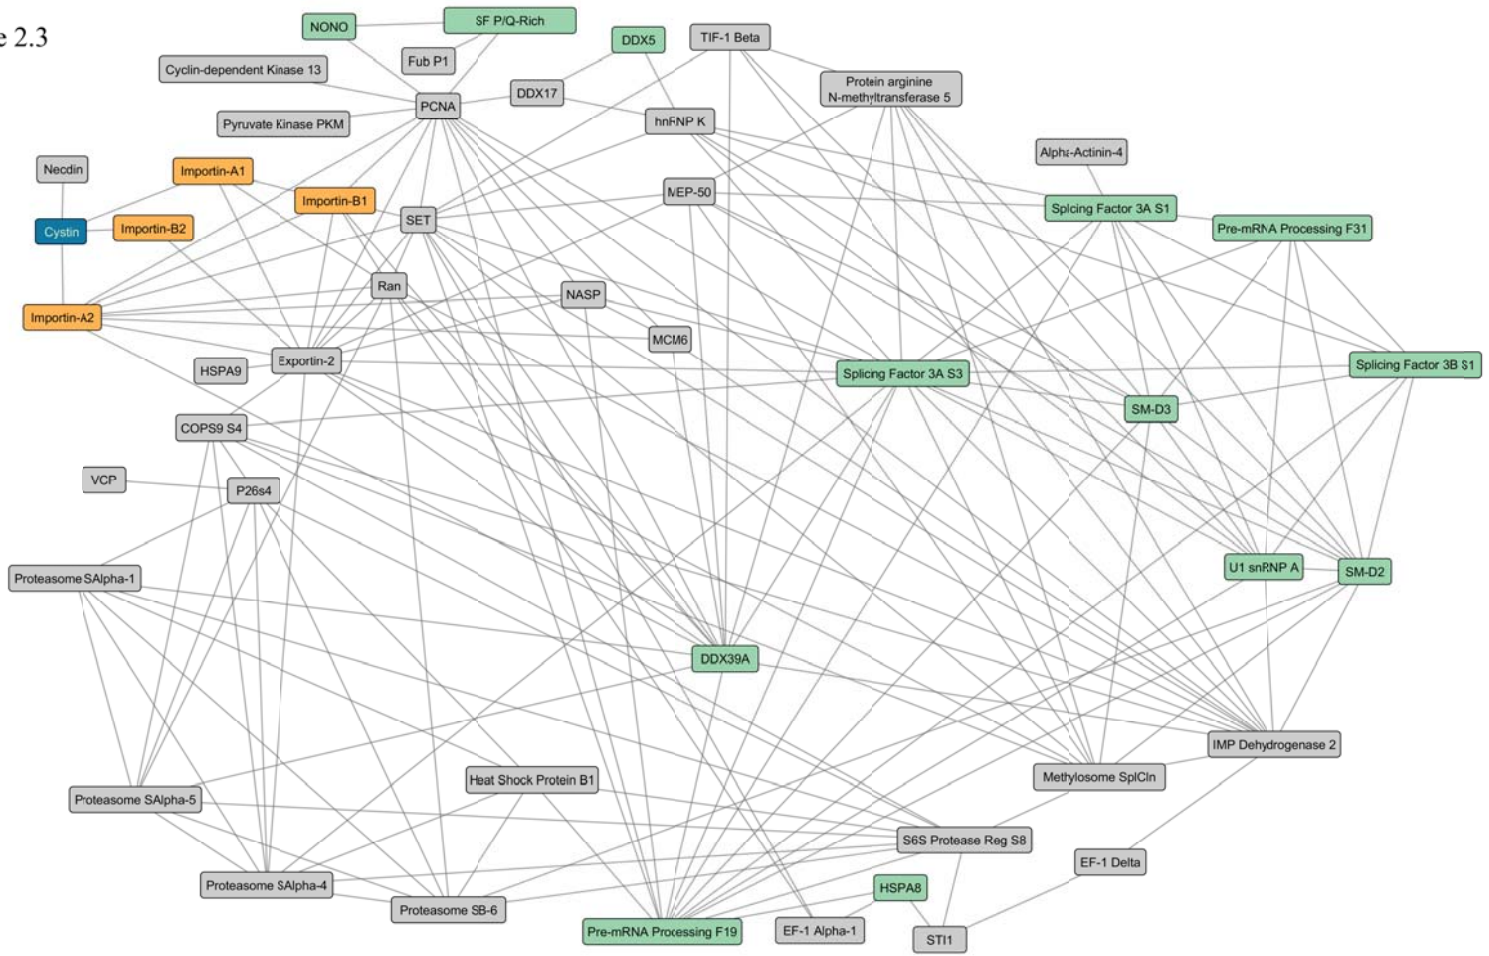 e 2.3
NONO
SF P/Q-Rich
DDX5
TIF-1 Beta
Fub P1
Cyclin-dependent Kinase 13
Protein arginine
N-methyltransferase 5
DDX17
PCNA
Pyruvate Kinase PKM
hnRNP K
Alpha-Actinin-4
Necdin
Importin-A1
MEP-50
Importin-B1
Splcing Factor 3A S1
SET
Cystin
Importin-B2
Pre-mRNA Processing F31
Ran
NASP
Importin-A2
MCM6
Exportin-2
HSPA9
Splicing Factor 3A S3
Splicing Factor 3B S1
SM-D3
COPS9 S4
VCP
P26s4
U1 snRNP A
SM-D2
Proteasome SAlpha-1
DDX39A
IMP Dehydrogenase 2
Methylosome SplCln
Heat Shock Protein B1
Proteasome SAlpha-5
S6S Protease Reg S8
EF-1 Delta
Proteasome SAlpha-4
HSPA8
Proteasome SB-6
Pre-mRNA Processing F19
EF-1 Alpha-1
STI1